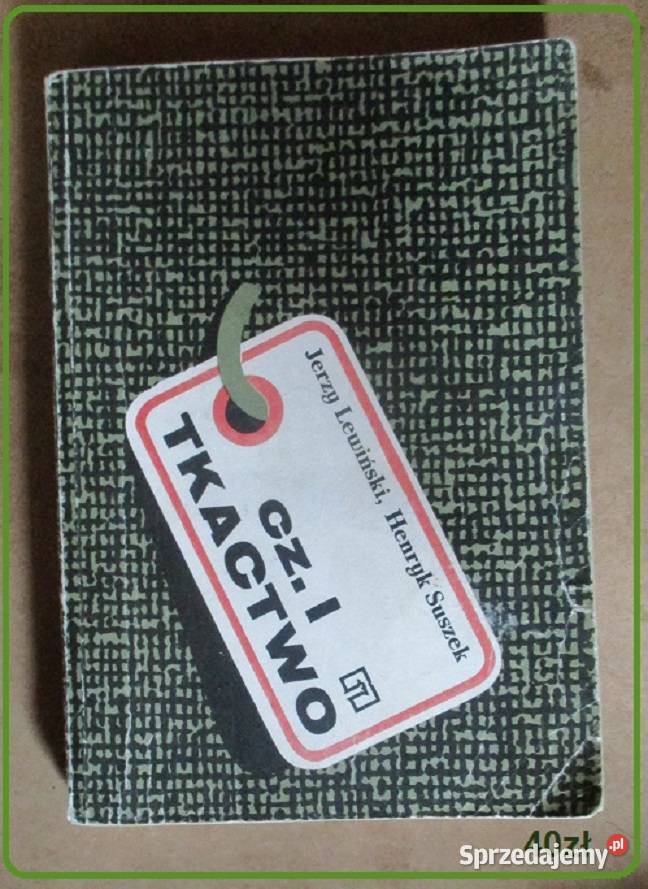 Jerzy Lewiński, Henryk Suszek
TKACTWO
cz. I
40zł
Sprzedajemy.pl